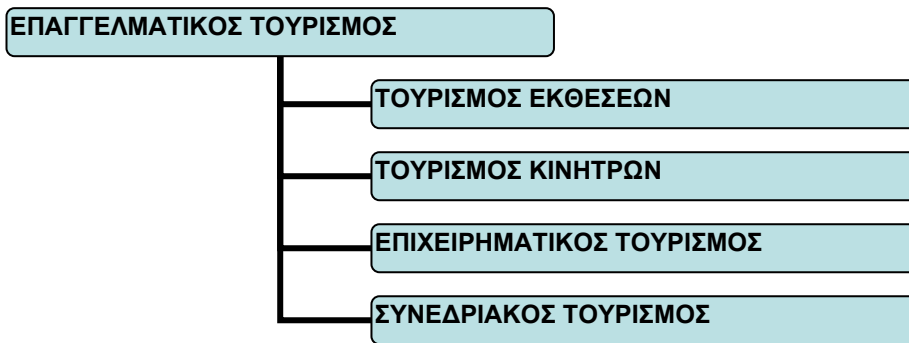 ΕΠΑΓΓΕΛΜΑΤΙΚΟΣ ΤΟΥΡΙΣΜΟΣ
ΤΟΥΡΙΣΜΟΣ ΕΚΘΕΣΕΩΝ
ΤΟΥΡΙΣΜΟΣ ΚΙΝΗΤΡΩΝ
ΕΠΙΧΕΙΡΗΜΑΤΙΚΟΣ ΤΟΥΡΙΣΜΟΣ
ΣΥΝΕΔΡΙΑΚΟΣ ΤΟΥΡΙΣΜΟΣ